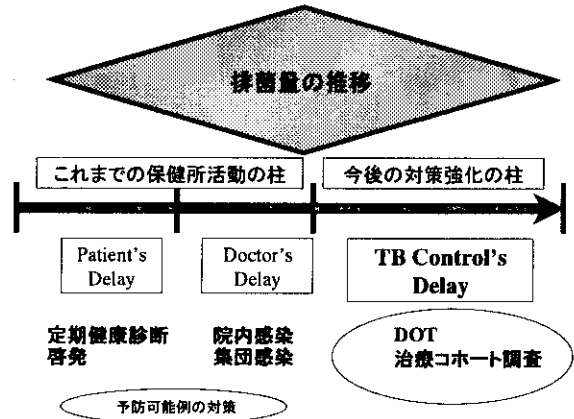 排菌量の推移
これまでの保健所活動の柱
今後の対策強化の柱
Patient's
Delay
Doctor's
Delay
TB Control's
Delay
定期健康診断
啓発
院内感染
集団感染
DOT
治療コホート調査
予防可能例の対策